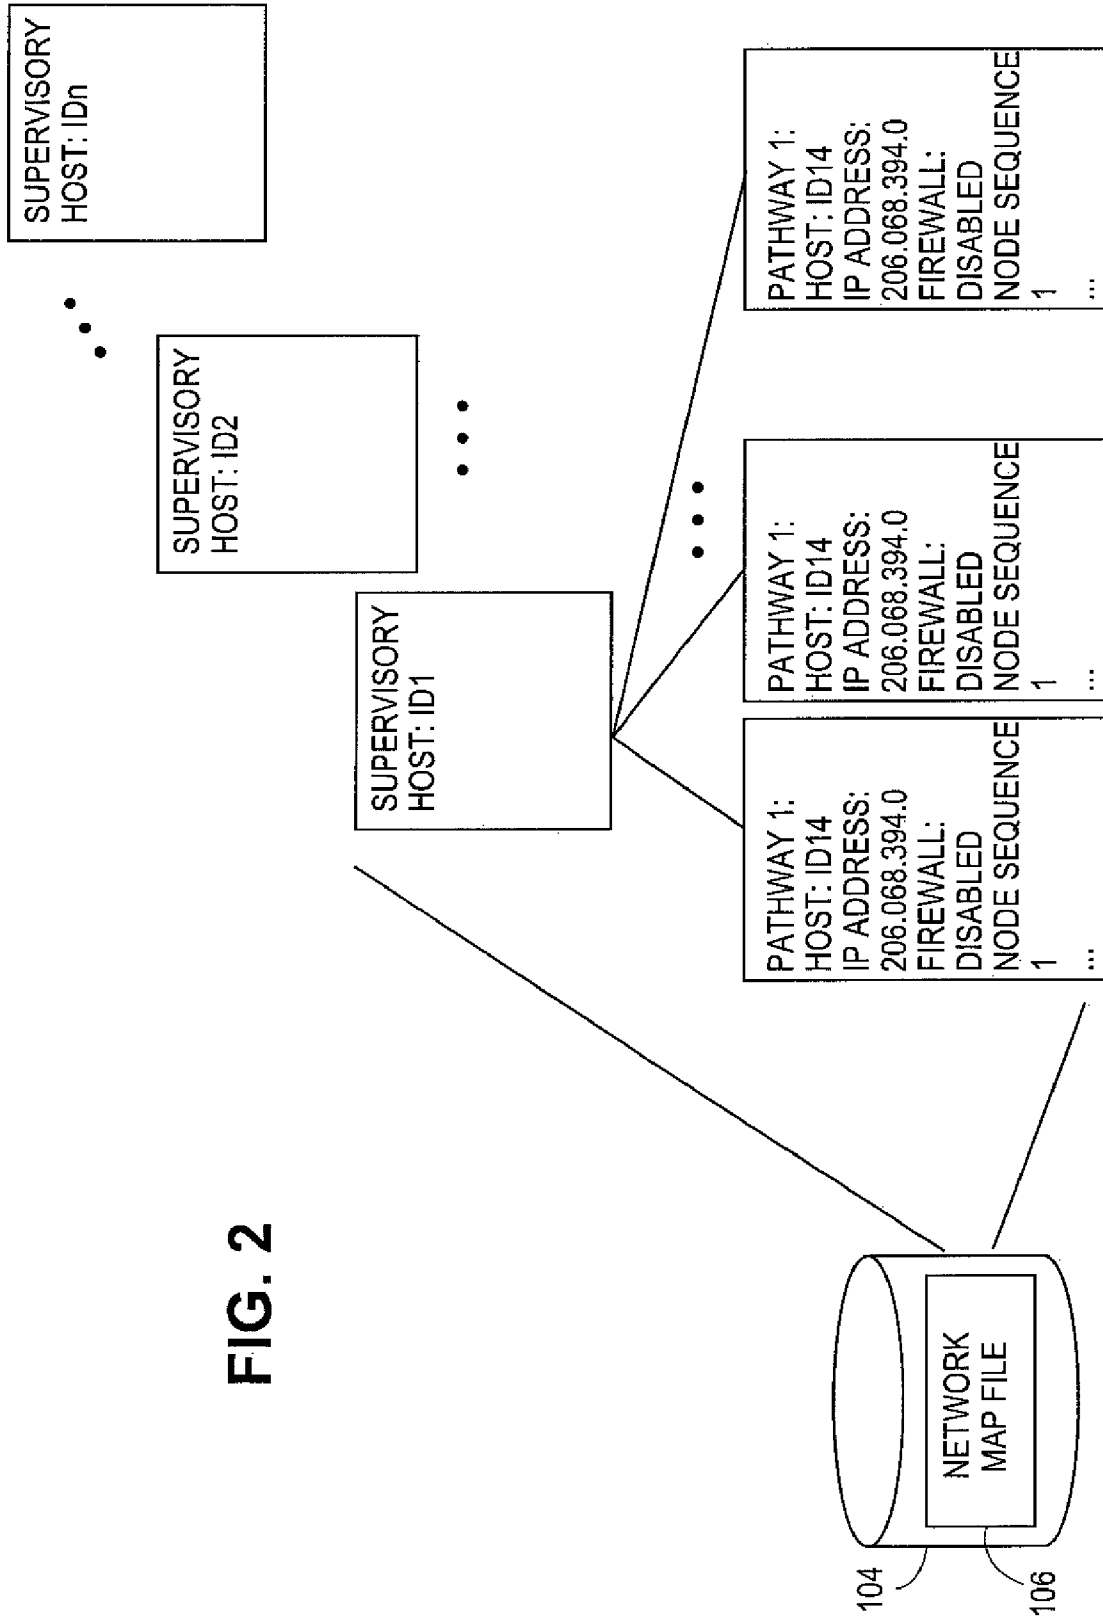 FIG. 2
SUPERVISORY
HOST: IDn
SUPERVISORY
HOST: ID2
SUPERVISORY
HOST: ID1
NETWORK
MAP FILE
104
106
PATHWAY 1:
HOST: ID14
IP ADDRESS:
206.068.394.0
FIREWALL:
DISABLED
NODE SEQUENCE
1
...
PATHWAY 1:
HOST: ID14
IP ADDRESS:
206.068.394.0
FIREWALL:
DISABLED
NODE SEQUENCE
1
...
PATHWAY 1:
HOST: ID14
IP ADDRESS:
206.068.394.0
FIREWALL:
DISABLED
NODE SEQUENCE
1
...